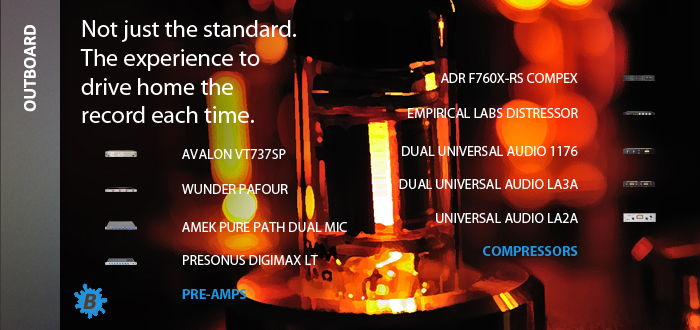 OUTBOARD
Not just the standard.
The experience to
drive home the
record each time.
AVALON VT737SP
WUNDER PAFOUR
AMEK PURE PATH DUAL MIC
PRESONUS DIGIMAX LT
PRE-AMPS
B
ADR F760X-RS COMPEX
EMPIRICAL LABS DISTRESSOR
DUAL UNIVERSAL AUDIO 1176
DUAL UNIVERSAL AUDIO LA3A
UNIVERSAL AUDIO LA2A
COMPRESSORS